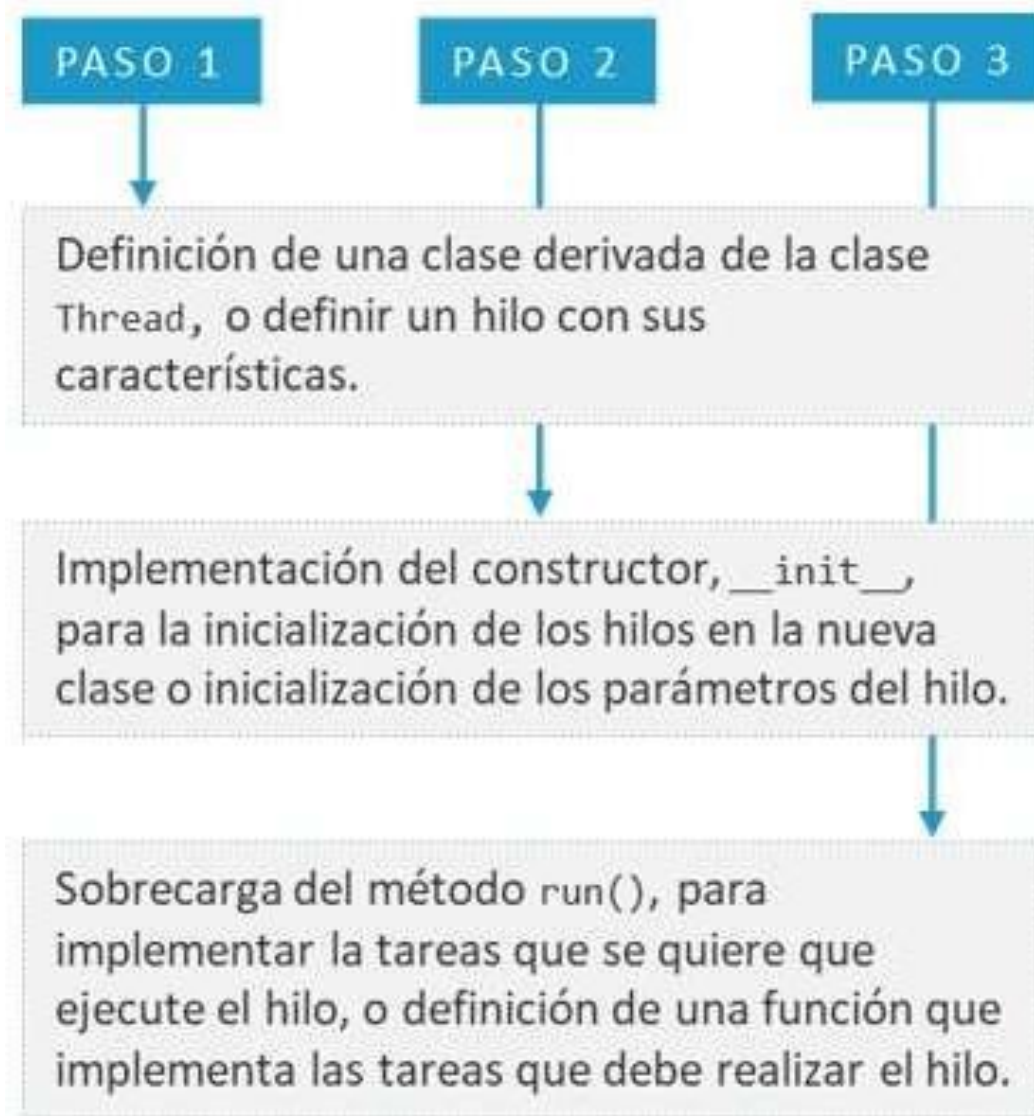 PASO 1
PASO 2
PASO 3
Definición de una clase derivada de la clase
Thread, o definir un hilo con sus
características.
Implementación del constructor, __init__,
para la inicialización de los hilos en la nueva
clase o inicialización de los parámetros del hilo.
Sobrecarga del método run(), para
implementar la tareas que se quiere que
ejecute el hilo, o definición de una función que
implementa las tareas que debe realizar el hilo.